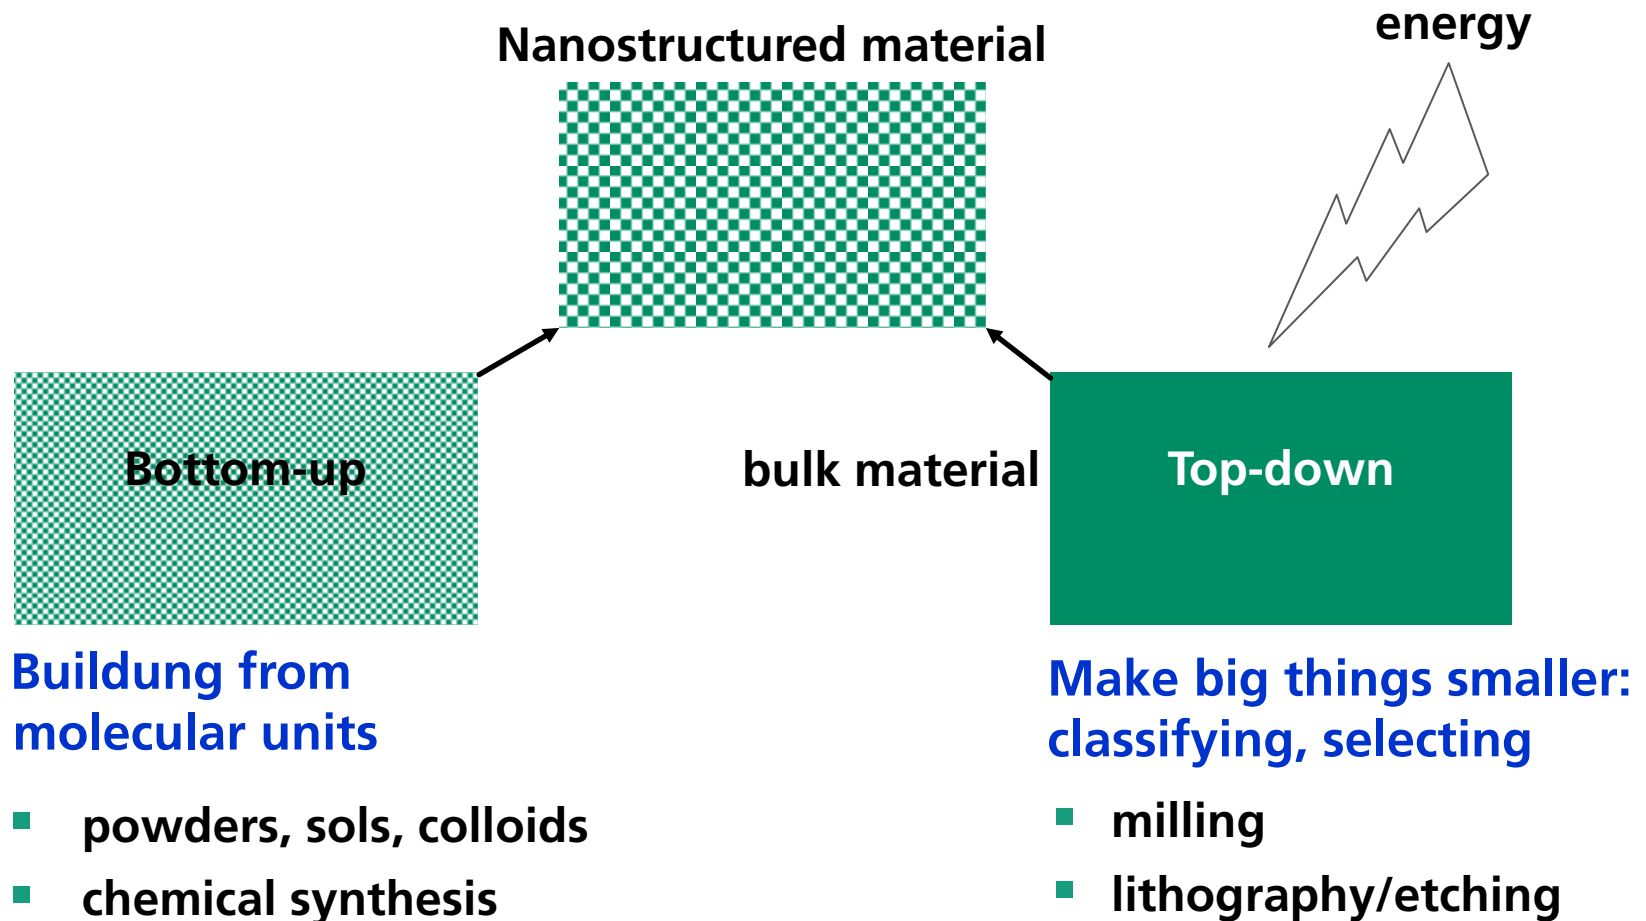 energy
Nanostructured material
Bottom-up
bulk material
Top-down
Buildung from
molecular units
▪ powders, sols, colloids
▪ chemical synthesis
Make big things smaller:
classifying, selecting
▪ milling
▪ lithography/etching